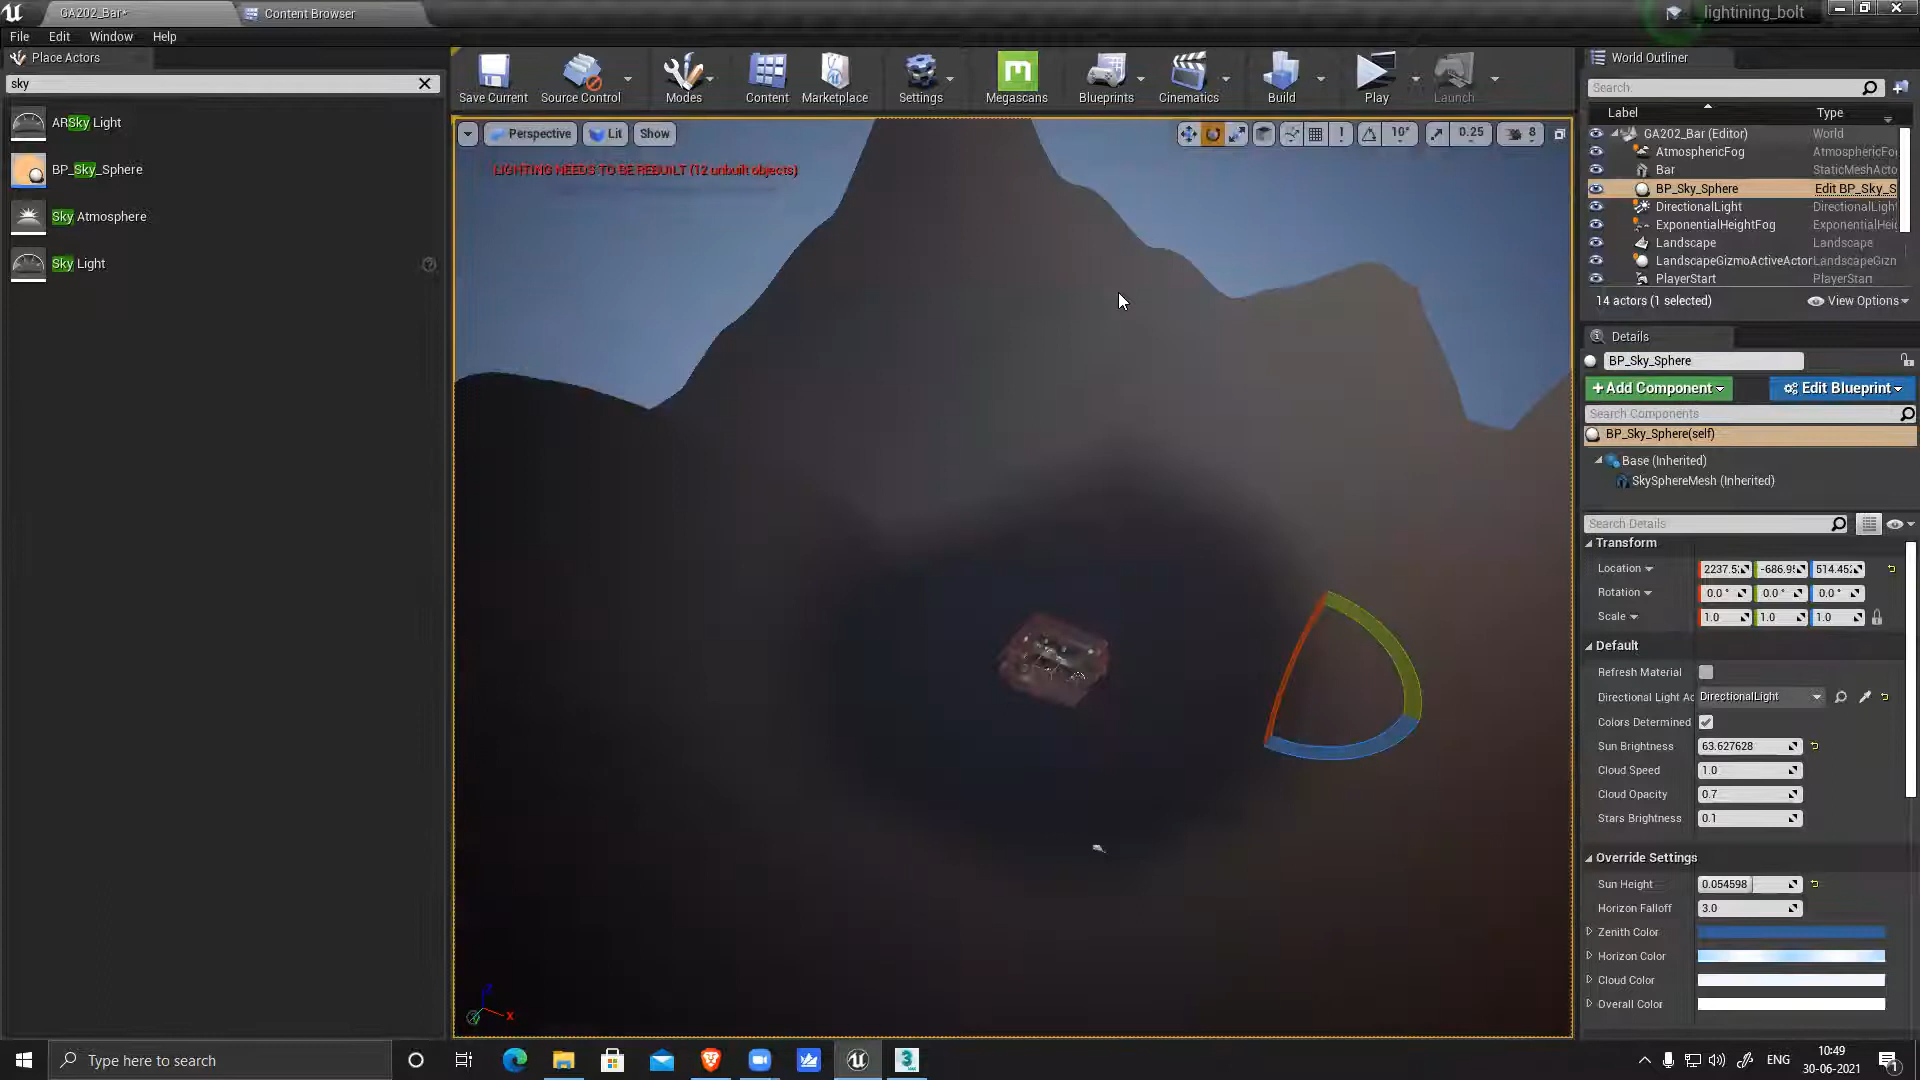 GA202_Bar*
Content Browser
lightining_bolt
File Edit Window Help
Place Actors
sky
ARSky Light
BP_Sky_Sphere
Sky Atmosphere
Sky Light
Save Current
Source Control
Modes
Content
Marketplace
Settings
Megascans
Blueprints
Cinematics
Build
Play
Launch
Perspective
Lit
Show
1
10°
0.25
8
LIGHTING NEEDS TO BE REBUILT (12 unbuilt objects)
Z
X
World Outliner
Search.
Label Type
GA202_Bar (Editor) World
AtmosphericFog AtmosphericFo
Bar StaticMeshActo
BP_Sky_Sphere Edit BP_Sky_S
DirectionalLight DirectionalLight
ExponentialHeightFog ExponentialHei
Landscape Landscape
LandscapeGizmoActiveActor LandscapeGizn
PlayerStart PlayerStart
14 actors (1 selected)
View Options
Details
BP_Sky_Sphere
+Add Component
Edit Blueprint
Search Components
BP_Sky_Sphere(self)
Base (Inherited)
SkySphereMesh (Inherited)
Search Details
Transform
Location 2237.5 -686.9 514.45
Rotation 0.0 ° 0.0 ° 0.0 °
Scale 1.0 1.0 1.0
Default
Refresh Material
Directional Light Ac DirectionalLight
Colors Determined
Sun Brightness 63.627628
Cloud Speed 1.0
Cloud Opacity 0.7
Stars Brightness 0.1
Override Settings
Sun Height 0.054598
Horizon Falloff 3.0
Zenith Color
Horizon Color
Cloud Color
Overall Color
Type here to search
ENG
10:49
30-06-2021
1